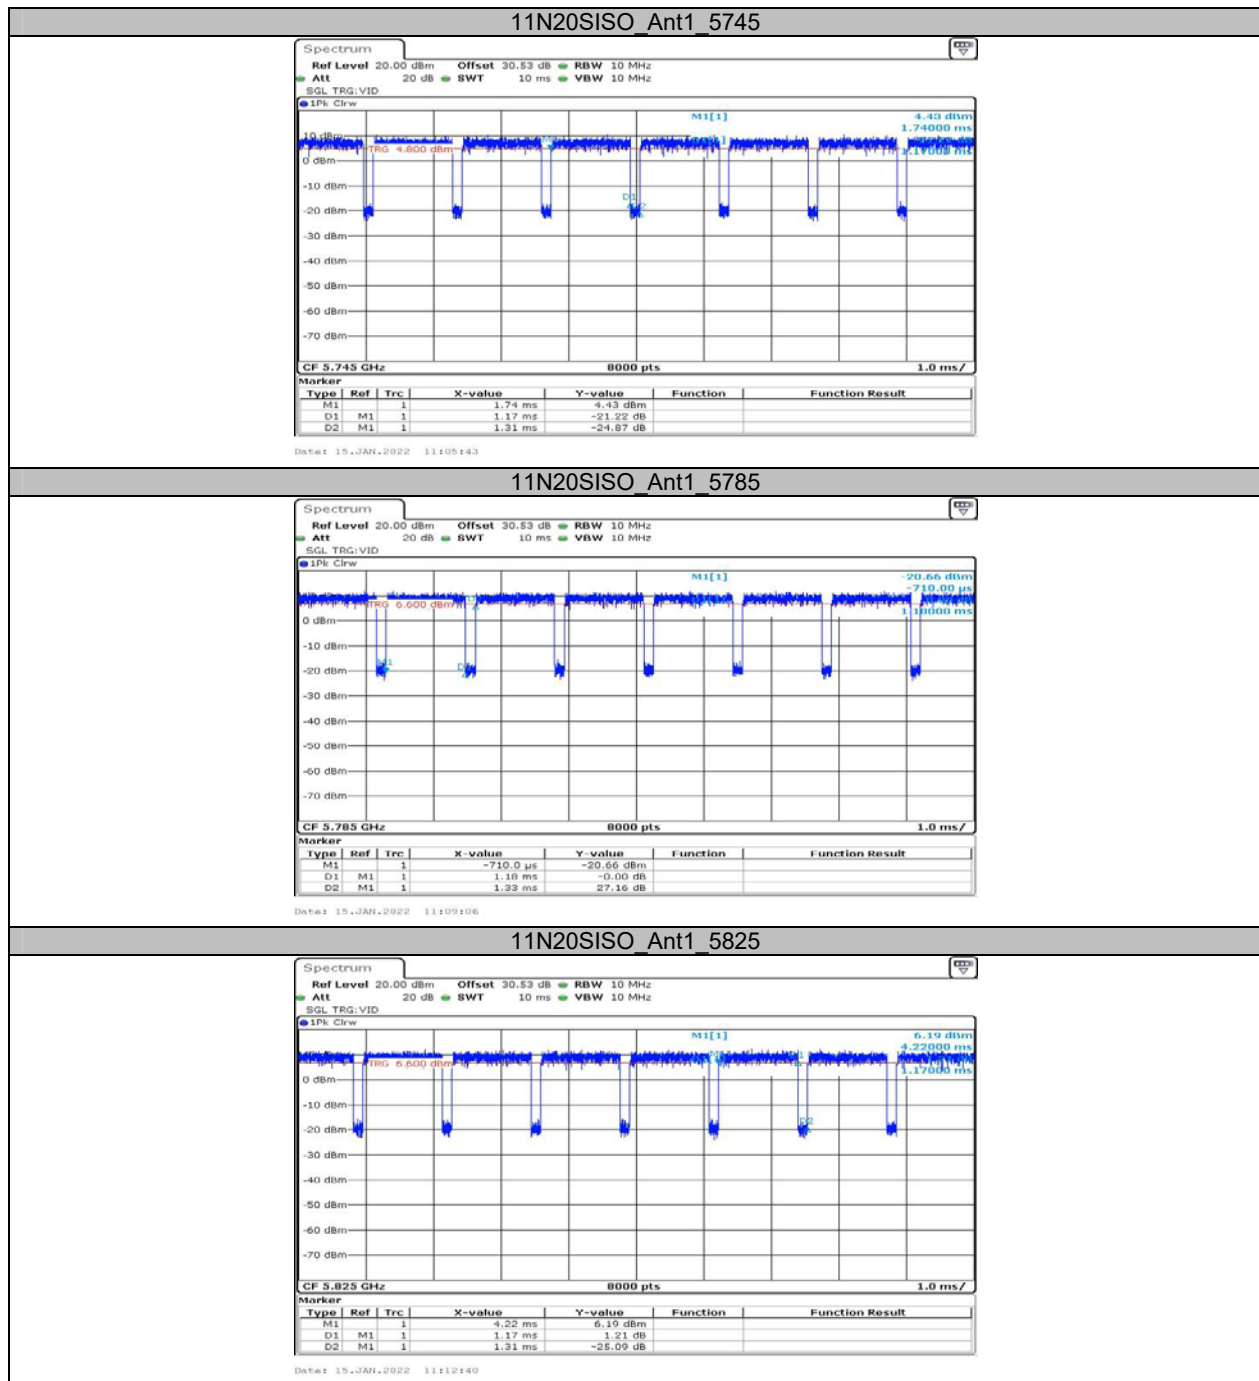 11N20SISO_Ant1_5745
Spectrum
Ref Level 20.00 dBm Offset 30.53 dB RBW 10 MHz
Att 20 dB SWT 10 ms VBW 10 MHz
SGL TRG:VID
1Pk Clrw
M1[1] 4.43 dBm
1.74000 ms
10 dBm
TRG 4.800 dBm
1.17000 ms
0 dBm
-10 dBm
D1
-20 dBm
-30 dBm
-40 dBm
-50 dBm
-60 dBm
-70 dBm
CF 5.745 GHz 8000 pts 1.0 ms/
Marker
Type Ref Trc X-value Y-value Function Function Result
M1 1 1.74 ms 4.43 dBm
D1 M1 1 1.17 ms -21.22 dB
D2 M1 1 1.31 ms -24.87 dB
Date: 15.JAN.2022 11:05:43
11N20SISO_Ant1_5785
Spectrum
Ref Level 20.00 dBm Offset 30.53 dB RBW 10 MHz
Att 20 dB SWT 10 ms VBW 10 MHz
SGL TRG:VID
1Pk Clrw
M1[1] -20.66 dBm
-710.00 µs
TRG 6.600 dBm
1.18000 ms
0 dBm
-10 dBm
M1
-20 dBm
-30 dBm
-40 dBm
-50 dBm
-60 dBm
-70 dBm
CF 5.785 GHz 8000 pts 1.0 ms/
Marker
Type Ref Trc X-value Y-value Function Function Result
M1 1 -710.0 µs -20.66 dBm
D1 M1 1 1.18 ms -0.00 dB
D2 M1 1 1.33 ms 27.16 dB
Date: 15.JAN.2022 11:09:06
11N20SISO_Ant1_5825
Spectrum
Ref Level 20.00 dBm Offset 30.53 dB RBW 10 MHz
Att 20 dB SWT 10 ms VBW 10 MHz
SGL TRG:VID
1Pk Clrw
M1[1] 6.19 dBm
4.22000 ms
TRG 6.600 dBm
1.17000 ms
0 dBm
-10 dBm
D2
-20 dBm
-30 dBm
-40 dBm
-50 dBm
-60 dBm
-70 dBm
CF 5.825 GHz 8000 pts 1.0 ms/
Marker
Type Ref Trc X-value Y-value Function Function Result
M1 1 4.22 ms 6.19 dBm
D1 M1 1 1.17 ms 1.21 dB
D2 M1 1 1.31 ms -25.09 dB
Date: 15.JAN.2022 11:12:40